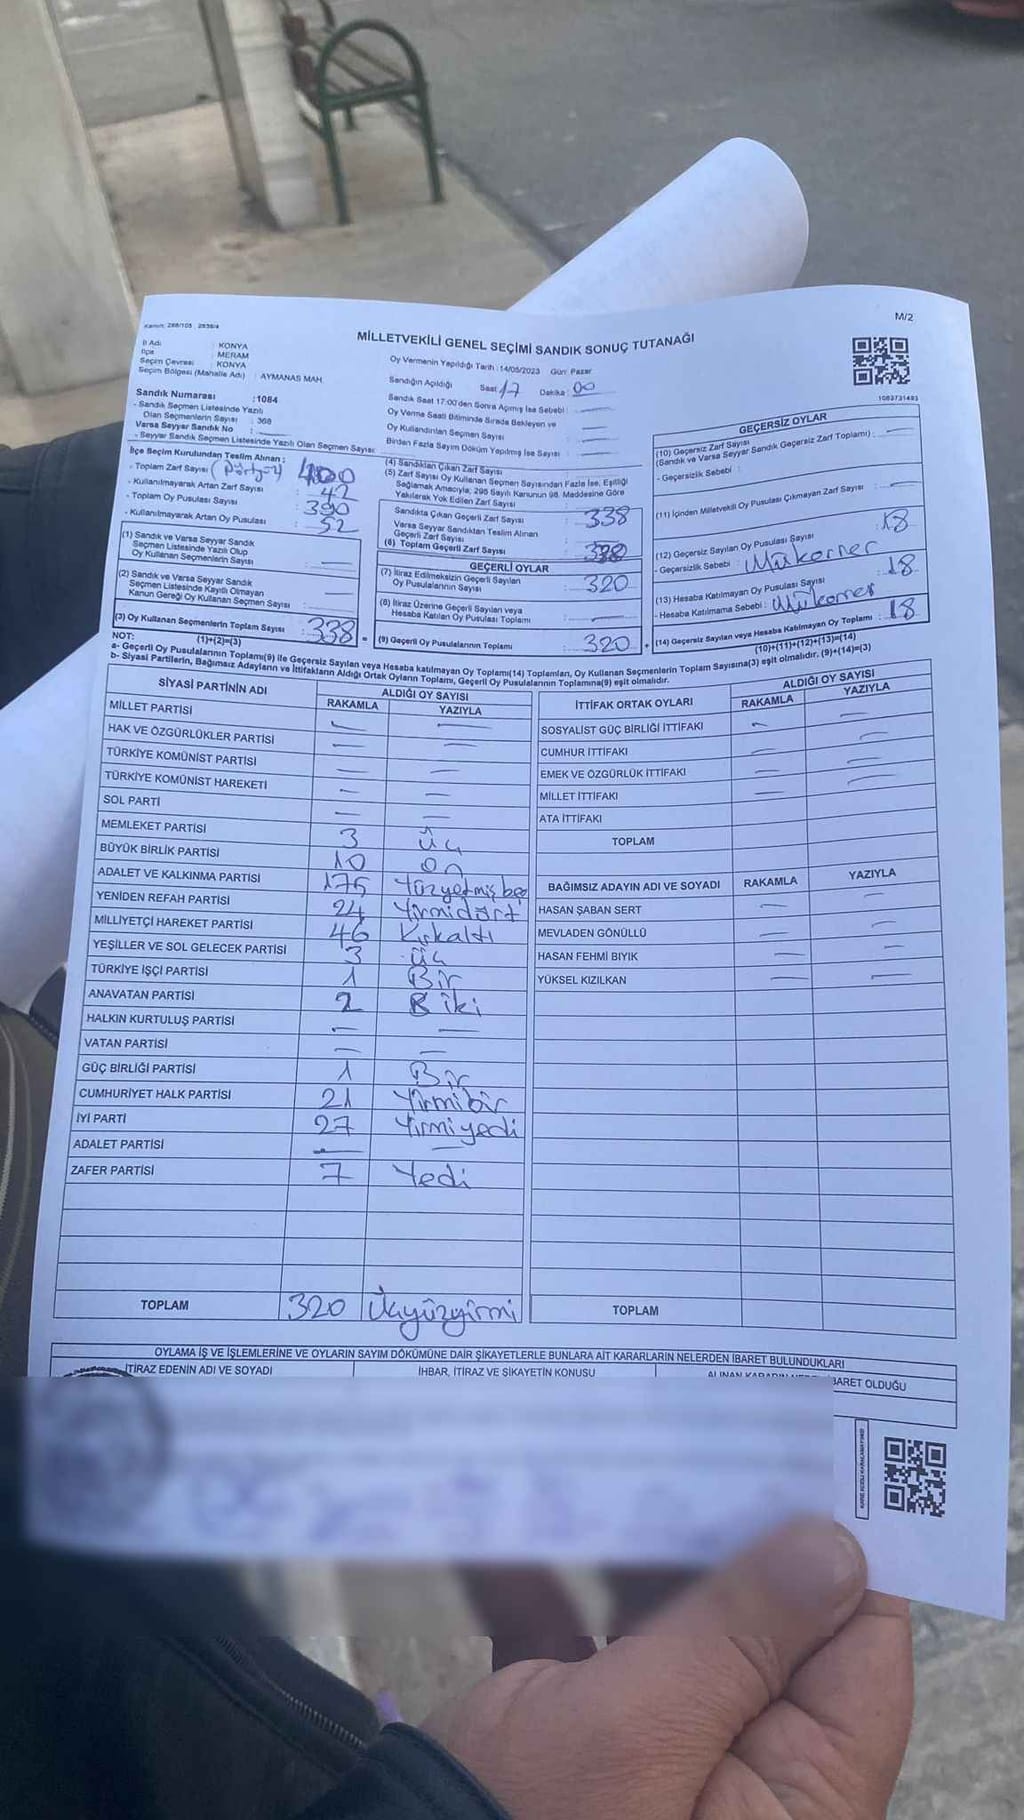 M/2
Kanun: 298/105 , 2839/4
MİLLETVEKİLİ GENEL SEÇİMİ SANDIK SONUÇ TUTANAĞI
İl Adı : KONYA
İlçe : MERAM
Seçim Çevresi : KONYA
Seçim Bölgesi (Mahalle Adı) : AYMANAS MAH.
Sandık Numarası :1084
- Sandık Seçmen Listesinde Yazılı
Olan Seçmenlerin Sayısı : 368
Varsa Seyyar Sandık No :
- Seyyar Sandık Seçmen Listesinde Yazılı Olan Seçmen Sayısı:
Oy Vermenin Yapıldığı Tarih : 14/05/2023 Gün: Pazar
Sandığın Açıldığı Saat : 17 Dakika : 00
Sandık Saat 17:00'den Sonra Açılmış İse Sebebi : —
Oy Verme Saati Bitiminde Sırada Bekleyen ve
Oy Kullandırılan Seçmen Sayısı : —
Birden Fazla Sayım Döküm Yapılmış İse Sayısı : —
1083731493
İlçe Seçim Kurulundan Teslim Alınan :
- Toplam Zarf Sayısı 400
- Kullanılmayarak Artan Zarf Sayısı : 42
- Toplam Oy Pusulası Sayısı : 390
- Kullanılmayarak Artan Oy Pusulası : 52
(1) Sandık ve Varsa Seyyar Sandık
Seçmen Listesinde Yazılı Olup
Oy Kullanan Seçmenlerin Sayısı : —
(2) Sandık ve Varsa Seyyar Sandık
Seçmen Listesinde Kayıtlı Olmayan
Kanun Gereği Oy Kullanan Seçmen Sayısı : —
(3) Oy Kullanan Seçmenlerin Toplam Sayısı : 338 =
(1)+(2)=(3)
(4) Sandıktan Çıkan Zarf Sayısı :
(5) Zarf Sayısı Oy Kullanan Seçmen Sayısından Fazla İse, Eşitliği
Sağlamak Amacıyla; 298 Sayılı Kanunun 98. Maddesine Göre
Yakılarak Yok Edilen Zarf Sayısı :
Sandıkta Çıkan Geçerli Zarf Sayısı : 338
Varsa Seyyar Sandıktan Teslim Alınan
Geçerli Zarf Sayısı :
(6) Toplam Geçerli Zarf Sayısı : 338
GEÇERLİ OYLAR
(7) İtiraz Edilmeksizin Geçerli Sayılan
Oy Pusulalarının Sayısı : 320
(8) İtiraz Üzerine Geçerli Sayılan veya
Hesaba Katılan Oy Pusulası Toplamı : —
(9) Geçerli Oy Pusulalarının Toplamı : 320 +
GEÇERSİZ OYLAR
(10) Geçersiz Zarf Sayısı
(Sandık ve Varsa Seyyar Sandık Geçersiz Zarf Toplamı) : —
- Geçersizlik Sebebi :
(11) İçinden Milletvekili Oy Pusulası Çıkmayan Zarf Sayısı : —
(12) Geçersiz Sayılan Oy Pusulası Sayısı : 18
- Geçersizlik Sebebi : Mükerrer
(13) Hesaba Katılmayan Oy Pusulası Sayısı : 18
- Hesaba Katılmama Sebebi : Mükerrer
(14) Geçersiz Sayılan veya Hesaba Katılmayan Oy Toplamı : 18
(10)+(11)+(12)+(13)=(14)
NOT:
a- Geçerli Oy Pusulalarının Toplamı(9) ile Geçersiz Sayılan veya Hesaba katılmayan Oy Toplamı(14) Toplamları, Oy Kullanan Seçmenlerin Toplam Sayısına(3) eşit olmalıdır. (9)+(14)=(3)
b- Siyasi Partilerin, Bağımsız Adayların ve İttifakların Aldığı Ortak Oyların Toplamı, Geçerli Oy Pusulalarının Toplamına(9) eşit olmalıdır.
SİYASİ PARTİNİN ADI ALDIĞI OY SAYISI
RAKAMLA YAZIYLA
MİLLET PARTİSİ — —
HAK VE ÖZGÜRLÜKLER PARTİSİ — —
TÜRKİYE KOMÜNİST PARTİSİ — —
TÜRKİYE KOMÜNİST HAREKETİ — —
SOL PARTİ — —
MEMLEKET PARTİSİ 3 Üç
BÜYÜK BİRLİK PARTİSİ 10 On
ADALET VE KALKINMA PARTİSİ 175 Yüzyetmişbeş
YENİDEN REFAH PARTİSİ 24 Yirmidört
MİLLİYETÇİ HAREKET PARTİSİ 46 Kırkaltı
YEŞİLLER VE SOL GELECEK PARTİSİ 3 Üç
TÜRKİYE İŞÇİ PARTİSİ 1 Bir
ANAVATAN PARTİSİ 2 İki
HALKIN KURTULUŞ PARTİSİ — —
VATAN PARTİSİ — —
GÜÇ BİRLİĞİ PARTİSİ 1 Bir
CUMHURİYET HALK PARTİSİ 21 Yirmibir
İYİ PARTİ 27 Yirmiyedi
ADALET PARTİSİ — —
ZAFER PARTİSİ 7 Yedi
TOPLAM 320 Üçyüzyirmi
İTTİFAK ORTAK OYLARI ALDIĞI OY SAYISI
RAKAMLA YAZIYLA
SOSYALİST GÜÇ BİRLİĞİ İTTİFAKI — —
CUMHUR İTTİFAKI — —
EMEK VE ÖZGÜRLÜK İTTİFAKI — —
MİLLET İTTİFAKI — —
ATA İTTİFAKI
TOPLAM
BAĞIMSIZ ADAYIN ADI VE SOYADI RAKAMLA YAZIYLA
HASAN ŞABAN SERT — —
MEVLADEN GÖNÜLLÜ — —
HASAN FEHMİ BIYIK — —
YÜKSEL KIZILKAN — —
TOPLAM
OYLAMA İŞ VE İŞLEMLERİNE VE OYLARIN SAYIM DÖKÜMÜNE DAİR ŞİKAYETLERLE BUNLARA AİT KARARLARIN NELERDEN İBARET BULUNDUKLARI
İTİRAZ EDENİN ADI VE SOYADI İHBAR, İTİRAZ VE ŞİKAYETİN KONUSU